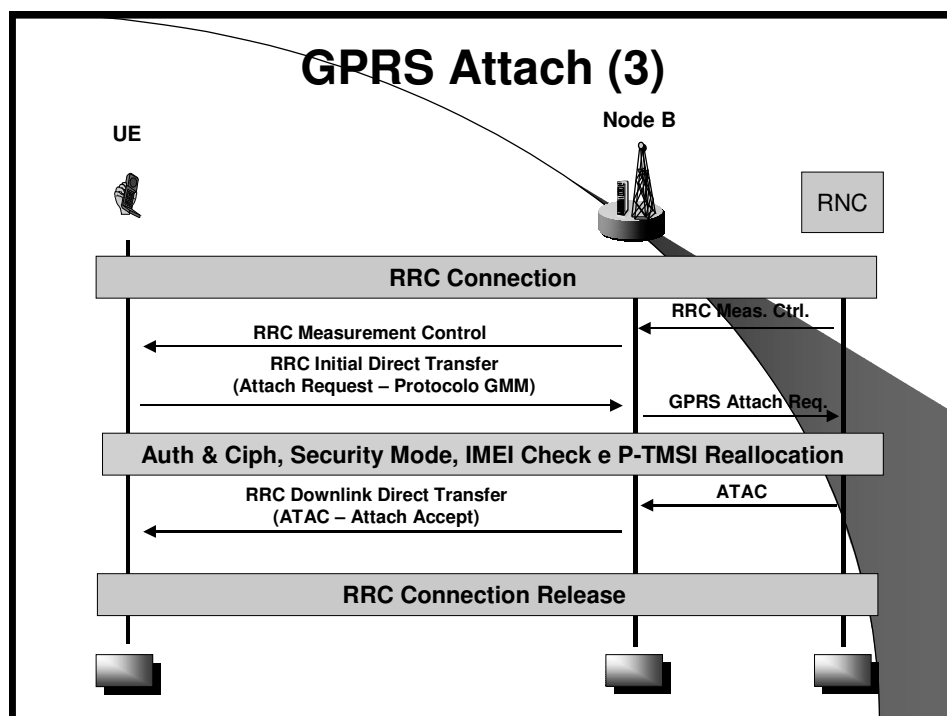 GPRS Attach (3)
Node B
UE
RNC
RRC Connection
RRC Meas. Ctrl.
RRC Measurement Control
RRC Initial Direct Transfer
(Attach Request – Protocolo GMM)
GPRS Attach Req.
Auth & Ciph, Security Mode, IMEI Check e P-TMSI Reallocation
RRC Downlink Direct Transfer
(ATAC – Attach Accept)
ATAC
RRC Connection Release